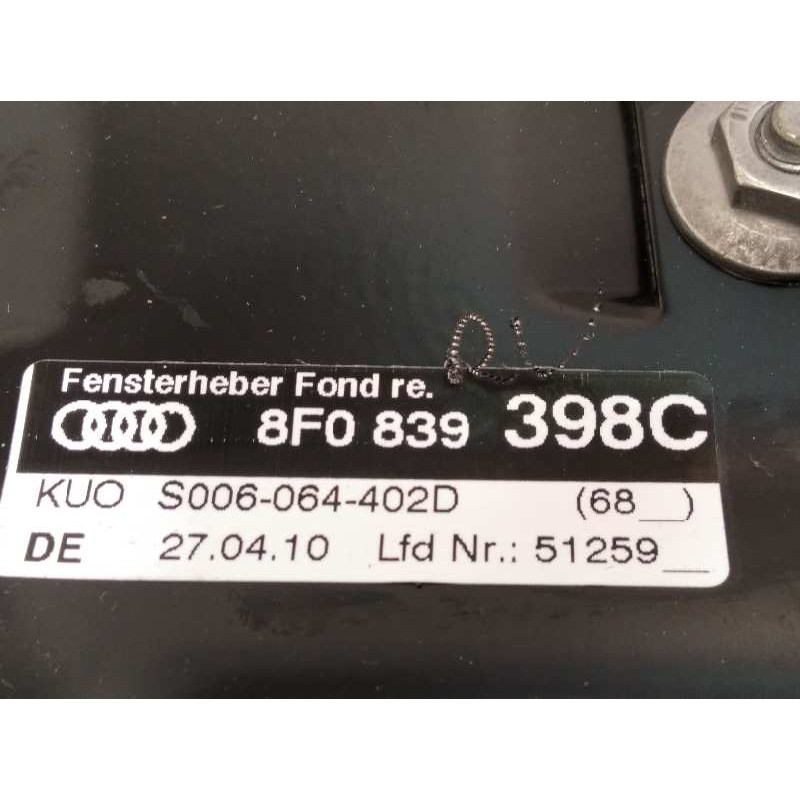 Fensterheber Fond re.
8F0 839 398C
KUO S006-064-402D (68__)
DE 27.04.10 Lfd Nr.: 51259__